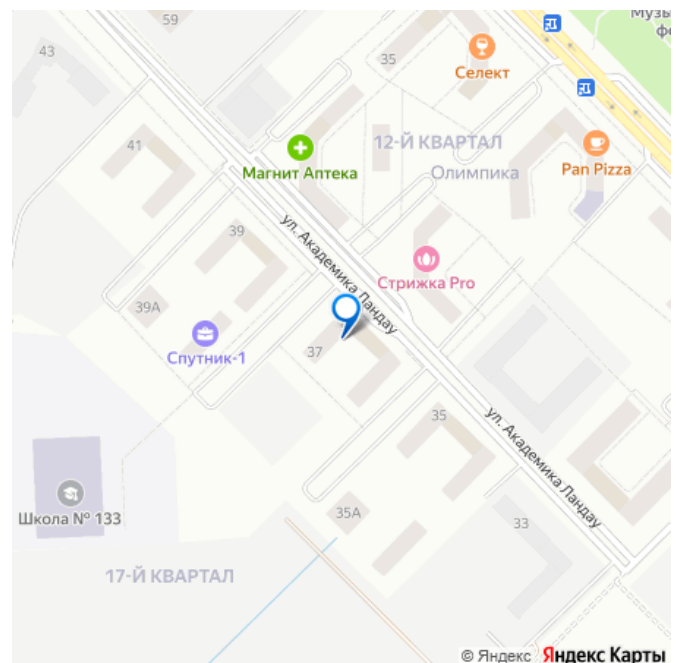 Музы
59
43
35
Селект
41
12-Й КВАРТАЛ
Магнит Аптека
Олимпика
Pan Pizza
39
ул. Академика Ландау
Стрижка Pro
39А
Спутник-1
37
35
ул. Академика Ландау
Школа № 133
35А
33
17-Й КВАРТАЛ
© Яндекс Яндекс Карты